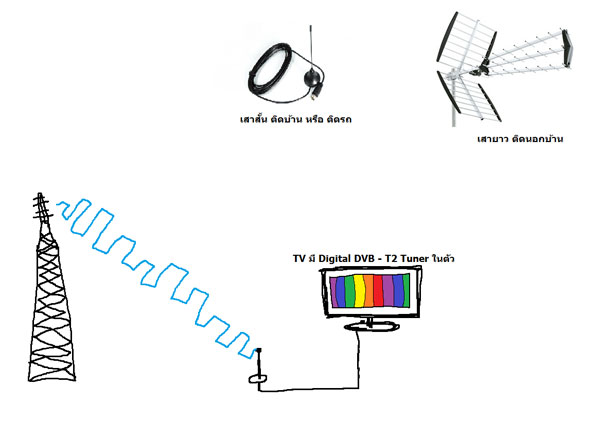 เสาสั้น ติดบ้าน หรือ ติดรถ
เสายาว ติดนอกบ้าน
TV มี Digital DVB - T2 Tuner ในตัว